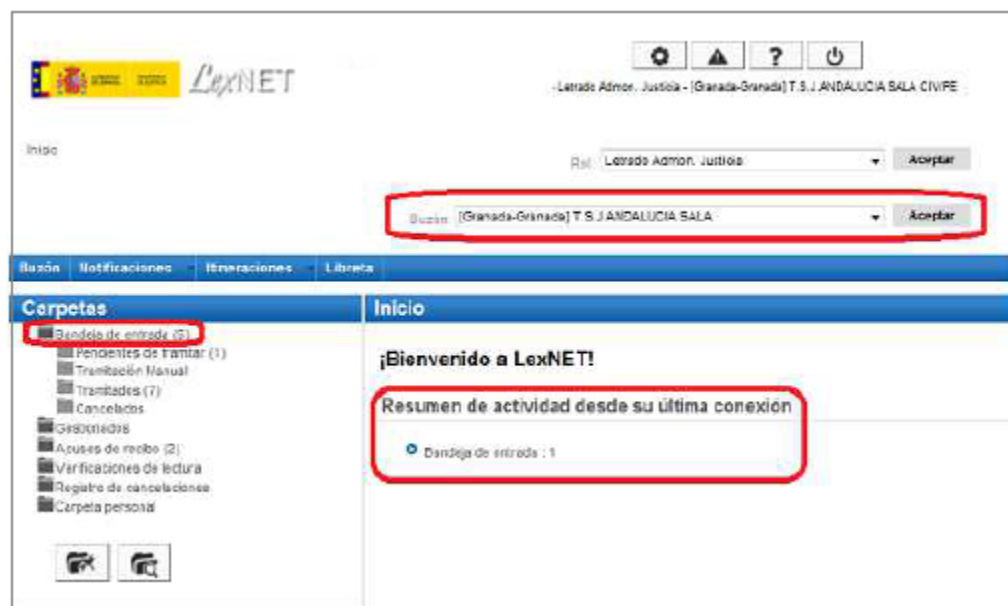 LexNET
-Letrado Admon. Justicia - [Granada-Granada] T.S.J.ANDALUCIA SALA CIV/PE
Inicio
Rol Letrado Admon. Justicia Aceptar
Buzón [Granada-Granada] T.S.J.ANDALUCIA SALA Aceptar
Buzón Notificaciones Itineraciones Libreta
Carpetas
Bandeja de entrada (5)
Pendientes de tramitar (1)
Tramitación Manual
Tramitados (7)
Cancelados
Gestionados
Acuses de recibo (2)
Verificaciones de lectura
Registro de cancelaciones
Carpeta personal
Inicio
¡Bienvenido a LexNET!
Resumen de actividad desde su última conexión
Bandeja de entrada : 1